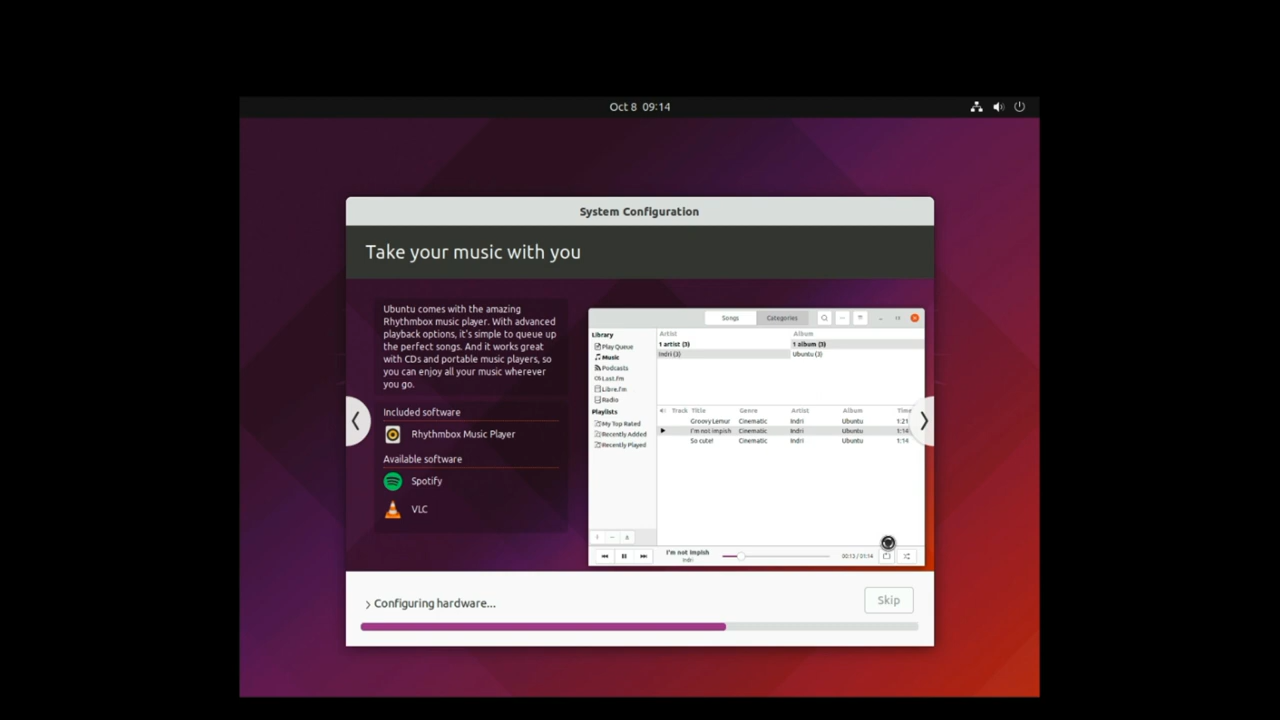 Oct 8 09:14
System Configuration
Take your music with you
Ubuntu comes with the amazing
Rhythmbox music player. With advanced
playback options, it's simple to queue up
the perfect songs. And it works great
with CDs and portable music players, so
you can enjoy all your music wherever
you go.
Included software
Rhythmbox Music Player
Available software
Spotify
VLC
Songs Categories
Library
Play Queue
Music
Podcasts
Last.fm
Libre.fm
Radio
Playlists
My Top Rated
Recently Added
Recently Played
Artist Album
1 artist (3) 1 album (3)
Indri (3) Ubuntu (3)
Track Title Genre Artist Album Time
Groovy Lemur Cinematic Indri Ubuntu 1:21
I'm not impish Cinematic Indri Ubuntu 1:14
So cute! Cinematic Indri Ubuntu 1:14
I'm not impish
Indri
00:13 / 01:14
Configuring hardware...
Skip